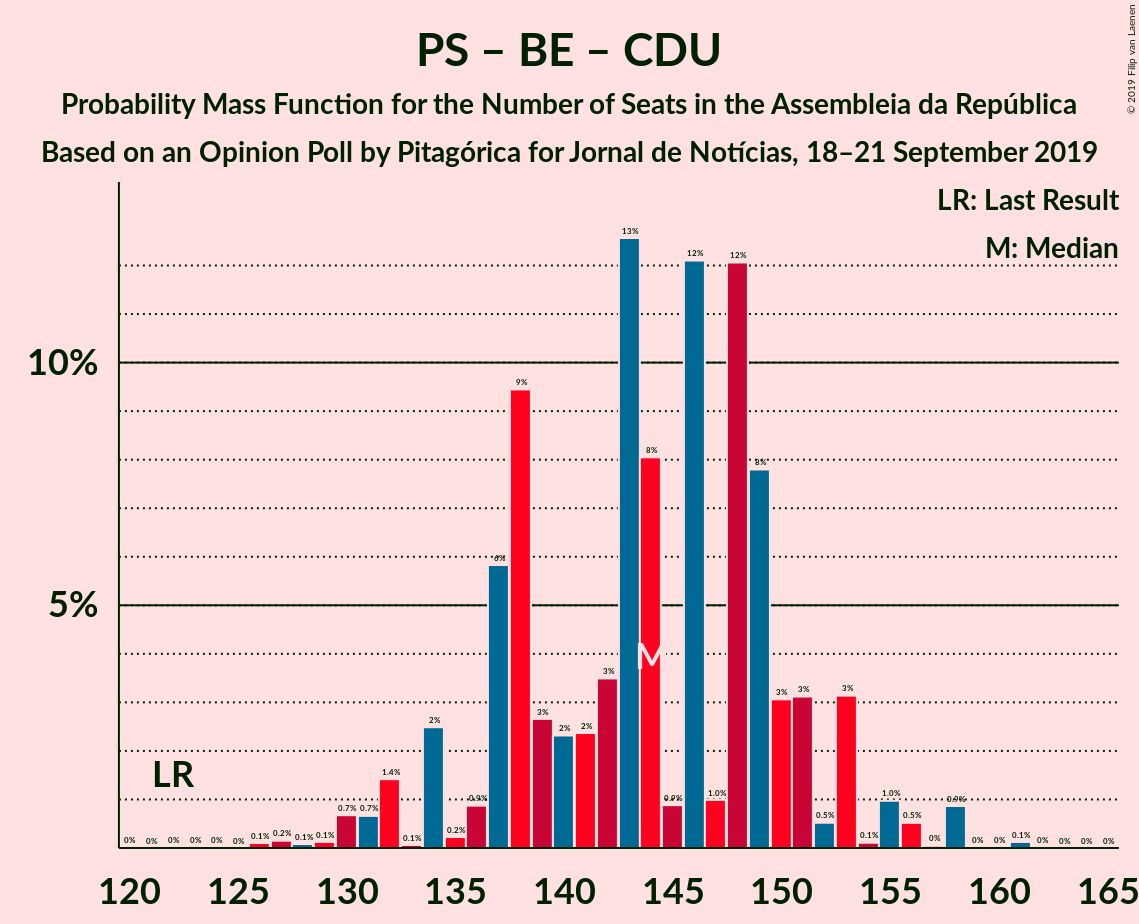 PS – BE – CDU
Probability Mass Function for the Number of Seats in the Assembleia da República
Based on an Opinion Poll by Pitagórica for Jornal de Notícias, 18–21 September 2019
© 2019 Filip van Laenen
LR: Last Result
M: Median
10%
5%
LR
M
0% 0% 0% 0% 0% 0% 0.1% 0.2% 0.1% 0.1% 0.7% 0.7% 1.4% 0.1% 2% 0.2% 0.9% 6% 9% 3% 2% 2% 3% 13% 8% 0.9% 12% 1.0% 12% 8% 3% 3% 0.5% 3% 0.1% 1.0% 0.5% 0% 0.9% 0% 0% 0.1% 0% 0% 0% 0%
120 125 130 135 140 145 150 155 160 165